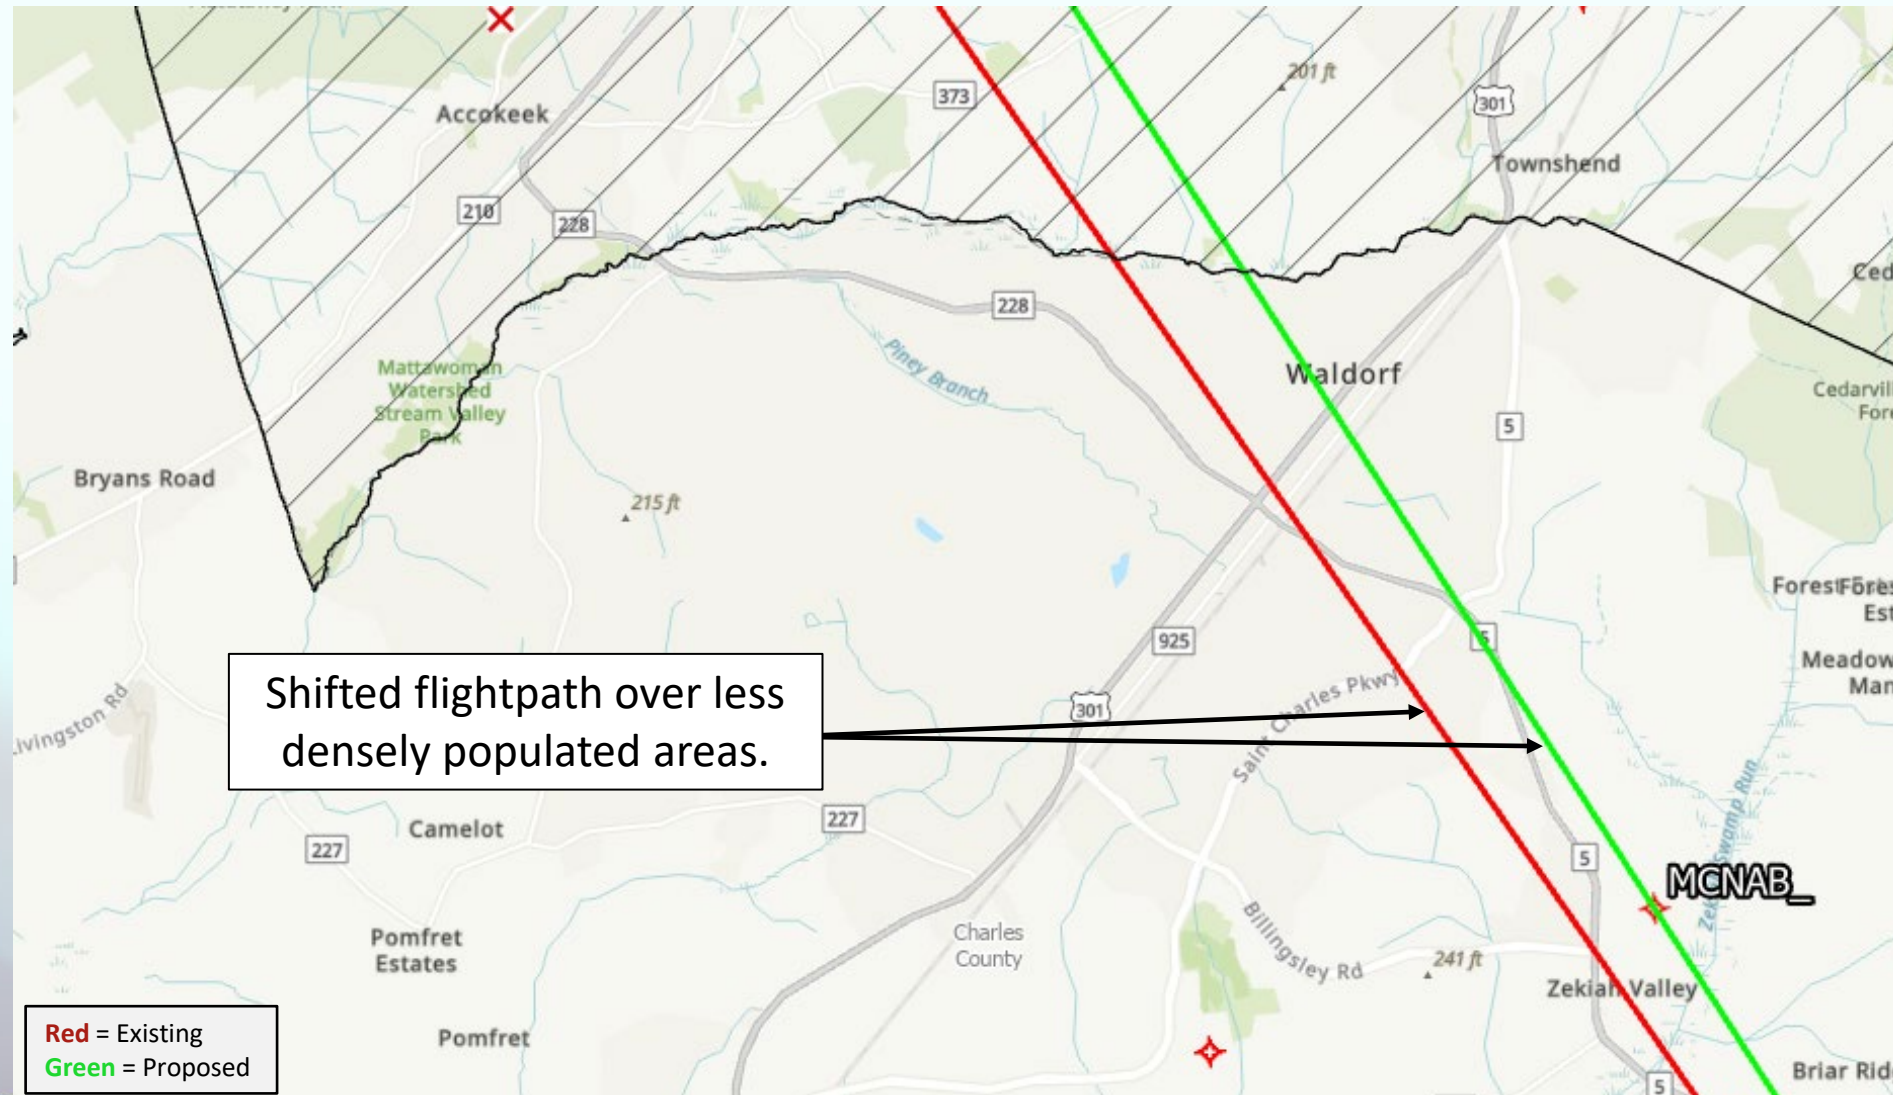 Accokeek
373
201 ft
301
Townshend
210
228
228
Piney Branch
Waldorf
Mattawoman
Watershed
Stream Valley
Park
5
Bryans Road
215 ft
925
5
Shifted flightpath over less
densely populated areas.
301
Saint Charles Pkwy
Livingston Rd
Camelot
227
227
5
MCNAB_
Pomfret
Estates
Charles
County
Billingsley Rd
241 ft
Zekiah Valley
Pomfret
Red = Existing
Green = Proposed
5
Briar Rid
Cedarvil
Fore
Meadow
Man
Swamp Run